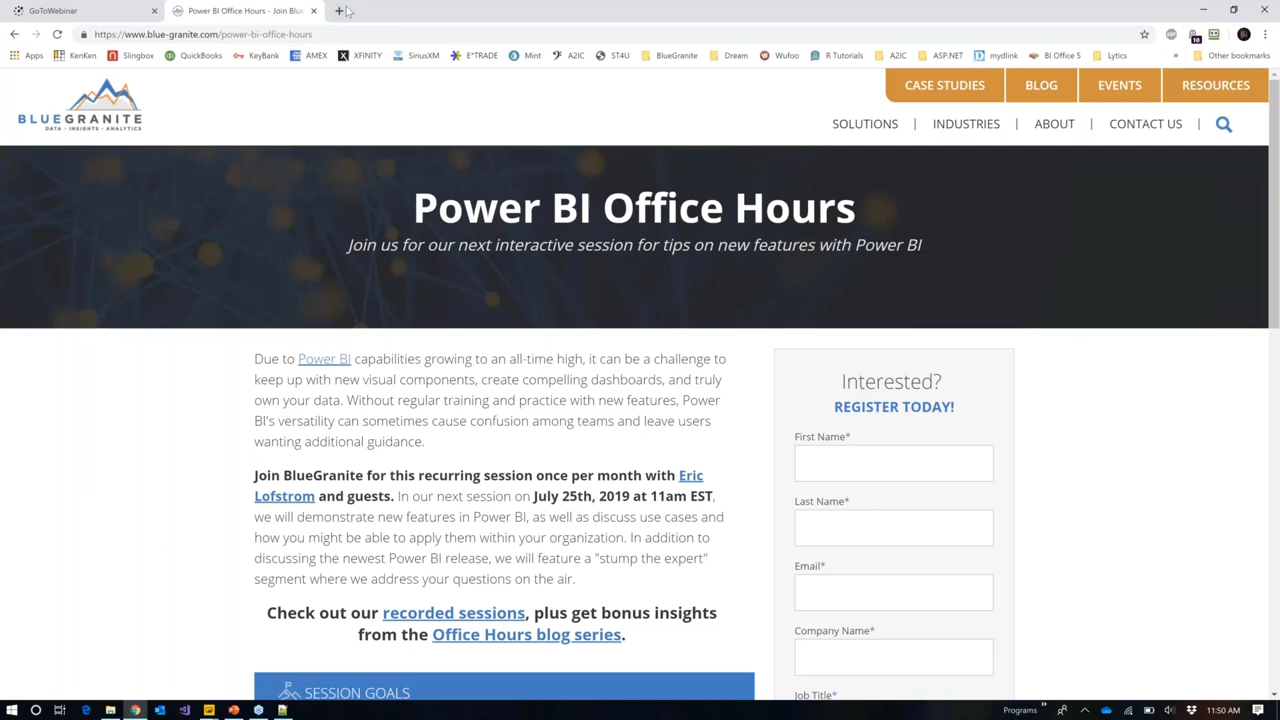 GoToWebinar
Power BI Office Hours - Join Blue
https://www.blue-granite.com/power-bi-office-hours
Apps KenKen Slingbox QuickBooks KeyBank AMEX XFINITY SiriusXM E*TRADE Mint A2IC ST4U BlueGranite Dream Wufoo R Tutorials A2IC ASP.NET mydlink BI Office 5 Lytics » Other bookmarks
CASE STUDIES BLOG EVENTS RESOURCES
BLUEGRANITE
DATA · INSIGHTS · ANALYTICS
SOLUTIONS | INDUSTRIES | ABOUT | CONTACT US |
Power BI Office Hours
Join us for our next interactive session for tips on new features with Power BI
Due to Power BI capabilities growing to an all-time high, it can be a challenge to
keep up with new visual components, create compelling dashboards, and truly
own your data. Without regular training and practice with new features, Power
BI's versatility can sometimes cause confusion among teams and leave users
wanting additional guidance.
Join BlueGranite for this recurring session once per month with Eric
Lofstrom and guests. In our next session on July 25th, 2019 at 11am EST,
we will demonstrate new features in Power BI, as well as discuss use cases and
how you might be able to apply them within your organization. In addition to
discussing the newest Power BI release, we will feature a "stump the expert"
segment where we address your questions on the air.
Check out our recorded sessions, plus get bonus insights
from the Office Hours blog series.
SESSION GOALS
Interested?
REGISTER TODAY!
First Name*
Last Name*
Email*
Company Name*
Job Title*
Programs » 11:50 AM